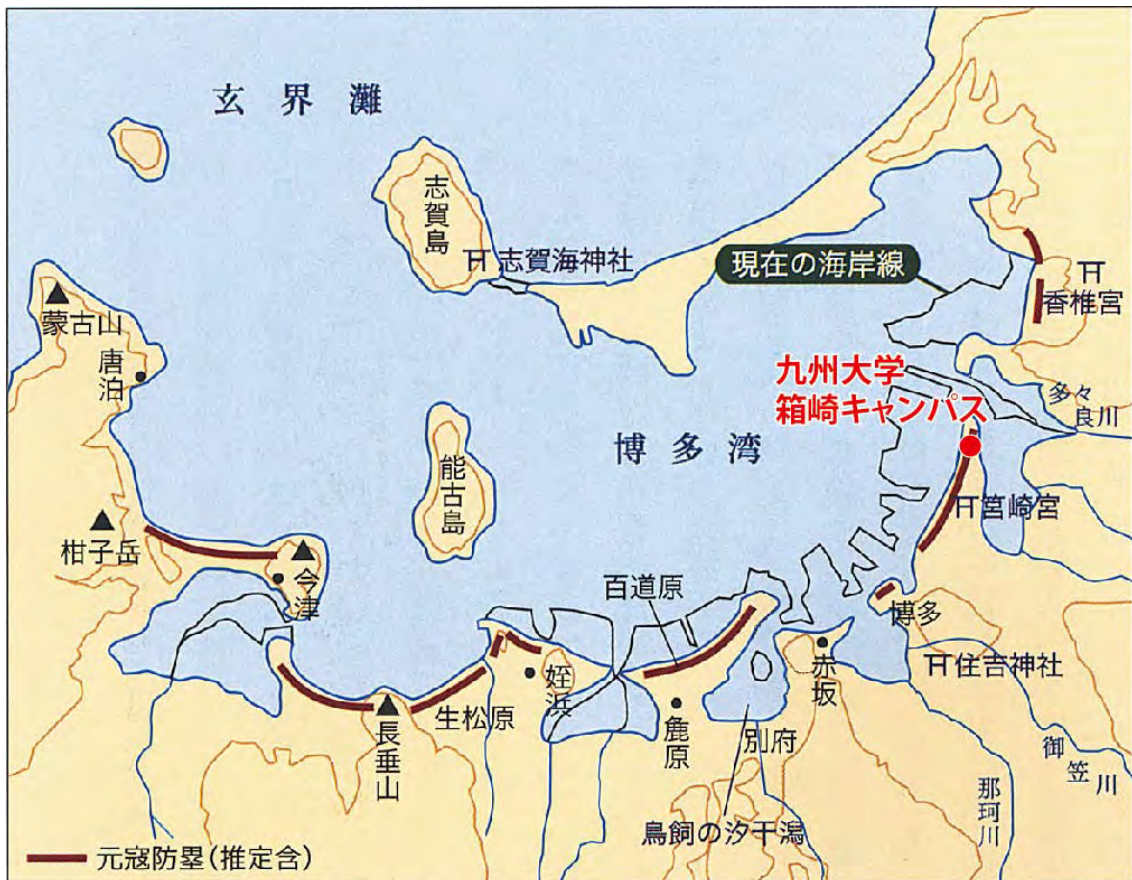 玄界灘
志賀島
志賀海神社
現在の海岸線
香椎宮
蒙古山
唐泊
九州大学
箱崎キャンパス
多々
良川
博多湾
能古島
筥崎宮
柑子岳
今津
百道原
博多
住吉神社
赤坂
姪浜
生松原
麁原
別府
長垂山
御笠川
那珂川
鳥飼の汐干潟
元寇防塁(推定含)